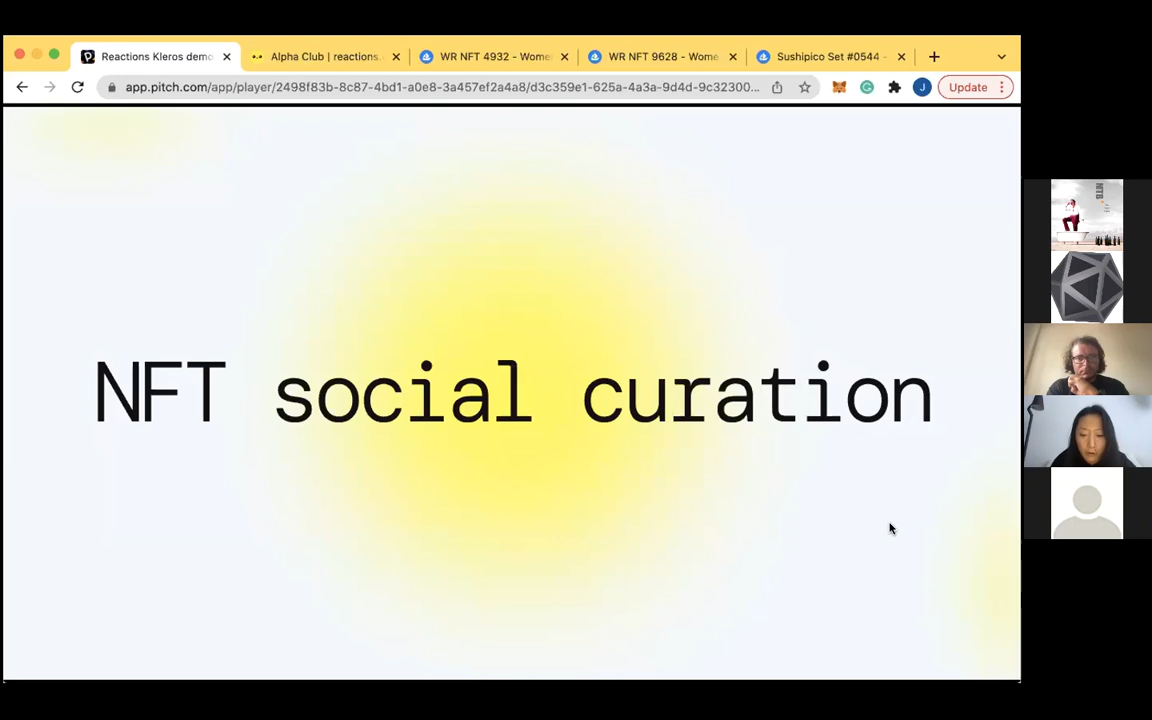 Reactions Kleros demo
Alpha Club | reactions.
WR NFT 4932 - Wome
WR NFT 9628 - Wome
Sushipico Set #0544 -
app.pitch.com/app/player/2498f83b-8c87-4bd1-a0e8-3a457ef2a4a8/d3c359e1-625a-4a3a-9d4d-9c32300...
J
Update
NFT social curation